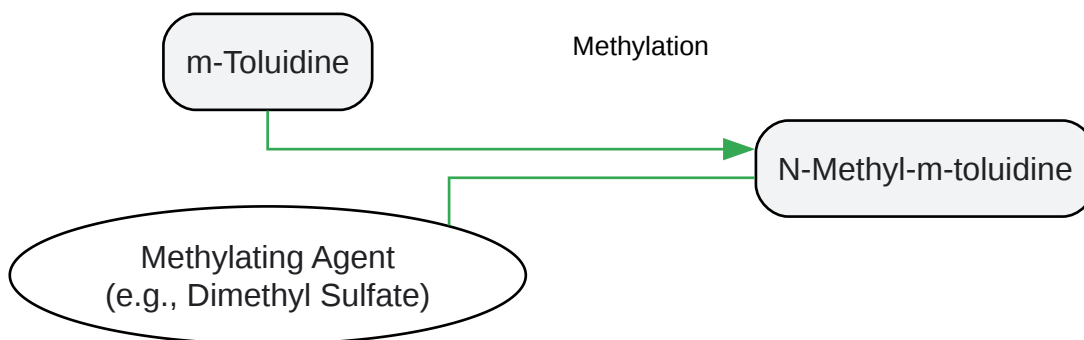 m-Toluidine
Methylation
N-Methyl-m-toluidine
Methylating Agent
(e.g., Dimethyl Sulfate)